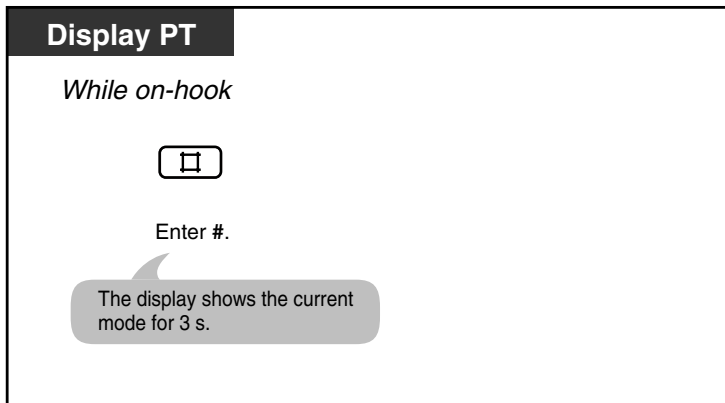 Display PT
While on-hook
#
Enter #.
The display shows the current
mode for 3 s.